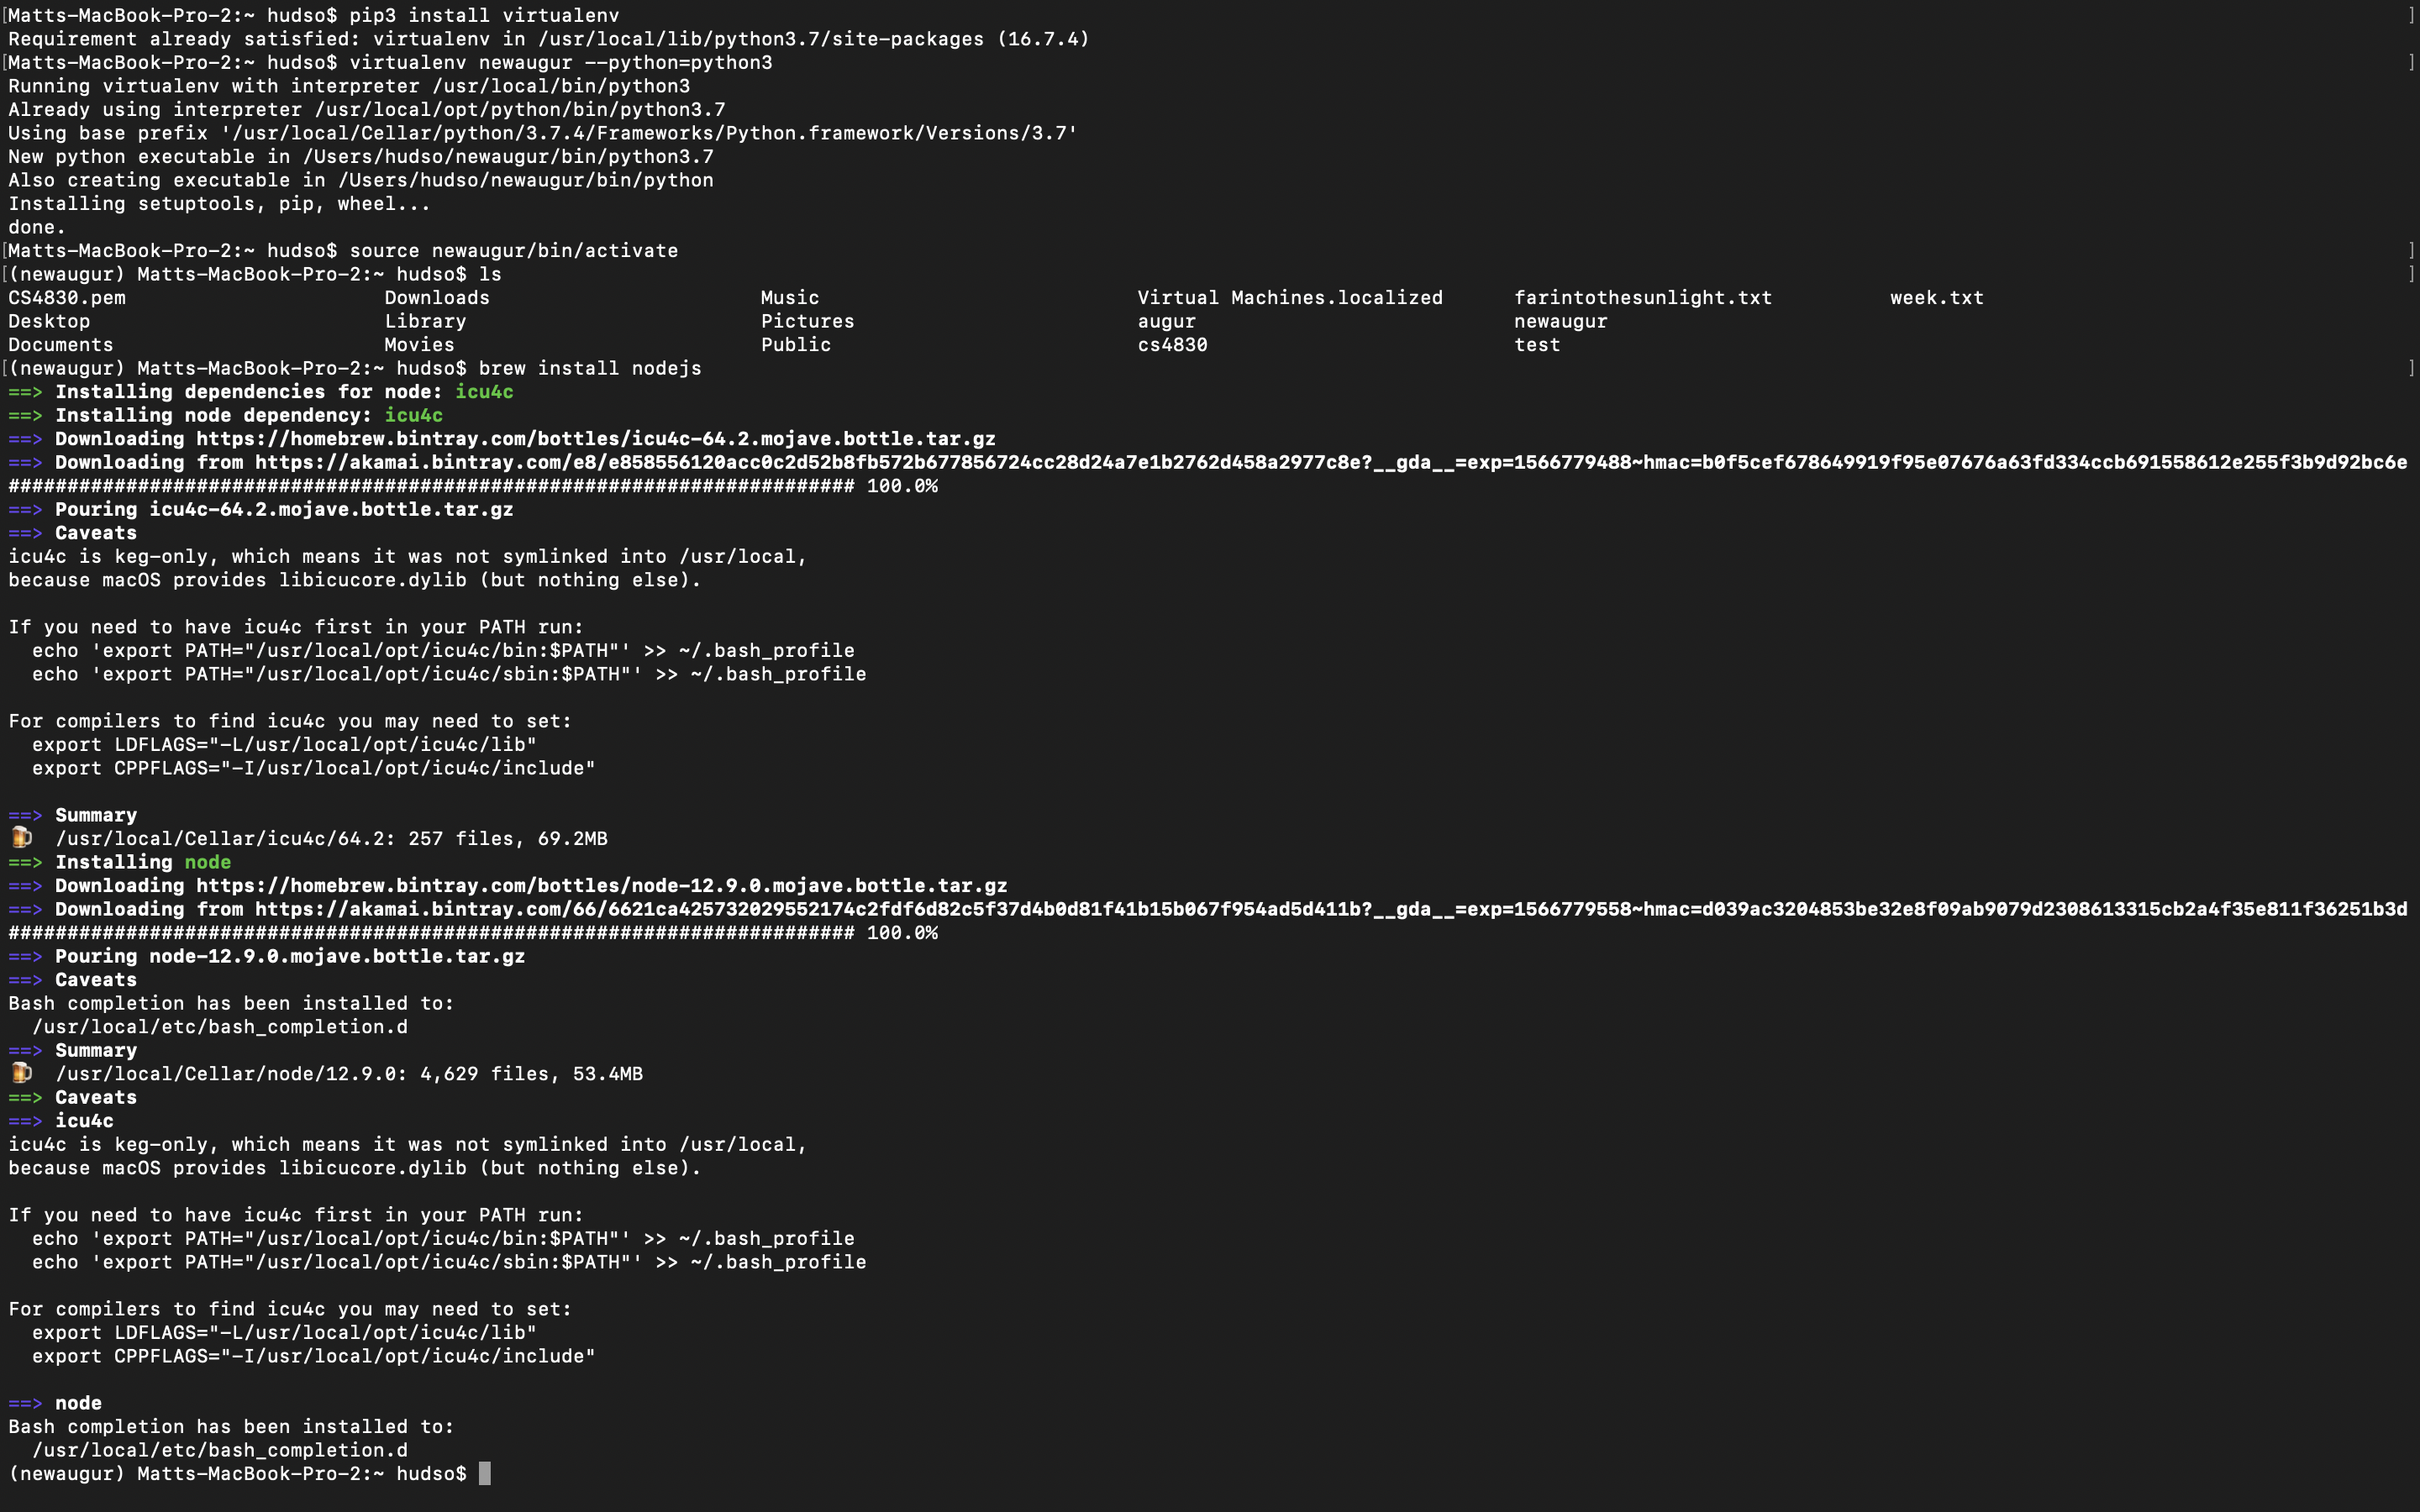 [Matts-MacBook-Pro-2:~ hudso$ pip3 install virtualenv ]
Requirement already satisfied: virtualenv in /usr/local/lib/python3.7/site-packages (16.7.4)
[Matts-MacBook-Pro-2:~ hudso$ virtualenv newaugur --python=python3 ]
Running virtualenv with interpreter /usr/local/bin/python3
Already using interpreter /usr/local/opt/python/bin/python3.7
Using base prefix '/usr/local/Cellar/python/3.7.4/Frameworks/Python.framework/Versions/3.7'
New python executable in /Users/hudso/newaugur/bin/python3.7
Also creating executable in /Users/hudso/newaugur/bin/python
Installing setuptools, pip, wheel...
done.
[Matts-MacBook-Pro-2:~ hudso$ source newaugur/bin/activate ]
[(newaugur) Matts-MacBook-Pro-2:~ hudso$ ls ]
CS4830.pem Downloads Music Virtual Machines.localized farintothesunlight.txt week.txt
Desktop Library Pictures augur newaugur
Documents Movies Public cs4830 test
[(newaugur) Matts-MacBook-Pro-2:~ hudso$ brew install nodejs ]
==> Installing dependencies for node: icu4c
==> Installing node dependency: icu4c
==> Downloading https://homebrew.bintray.com/bottles/icu4c-64.2.mojave.bottle.tar.gz
==> Downloading from https://akamai.bintray.com/e8/e858556120acc0c2d52b8fb572b677856724cc28d24a7e1b2762d458a2977c8e?__gda__=exp=1566779488~hmac=b0f5cef678649919f95e07676a63fd334ccb691558612e255f3b9d92bc6e
######################################################################## 100.0%
==> Pouring icu4c-64.2.mojave.bottle.tar.gz
==> Caveats
icu4c is keg-only, which means it was not symlinked into /usr/local,
because macOS provides libicucore.dylib (but nothing else).
If you need to have icu4c first in your PATH run:
echo 'export PATH="/usr/local/opt/icu4c/bin:$PATH"' >> ~/.bash_profile
echo 'export PATH="/usr/local/opt/icu4c/sbin:$PATH"' >> ~/.bash_profile
For compilers to find icu4c you may need to set:
export LDFLAGS="-L/usr/local/opt/icu4c/lib"
export CPPFLAGS="-I/usr/local/opt/icu4c/include"
==> Summary
🍺 /usr/local/Cellar/icu4c/64.2: 257 files, 69.2MB
==> Installing node
==> Downloading https://homebrew.bintray.com/bottles/node-12.9.0.mojave.bottle.tar.gz
==> Downloading from https://akamai.bintray.com/66/6621ca425732029552174c2fdf6d82c5f37d4b0d81f41b15b067f954ad5d411b?__gda__=exp=1566779558~hmac=d039ac3204853be32e8f09ab9079d2308613315cb2a4f35e811f36251b3d
######################################################################## 100.0%
==> Pouring node-12.9.0.mojave.bottle.tar.gz
==> Caveats
Bash completion has been installed to:
/usr/local/etc/bash_completion.d
==> Summary
🍺 /usr/local/Cellar/node/12.9.0: 4,629 files, 53.4MB
==> Caveats
==> icu4c
icu4c is keg-only, which means it was not symlinked into /usr/local,
because macOS provides libicucore.dylib (but nothing else).
If you need to have icu4c first in your PATH run:
echo 'export PATH="/usr/local/opt/icu4c/bin:$PATH"' >> ~/.bash_profile
echo 'export PATH="/usr/local/opt/icu4c/sbin:$PATH"' >> ~/.bash_profile
For compilers to find icu4c you may need to set:
export LDFLAGS="-L/usr/local/opt/icu4c/lib"
export CPPFLAGS="-I/usr/local/opt/icu4c/include"
==> node
Bash completion has been installed to:
/usr/local/etc/bash_completion.d
(newaugur) Matts-MacBook-Pro-2:~ hudso$